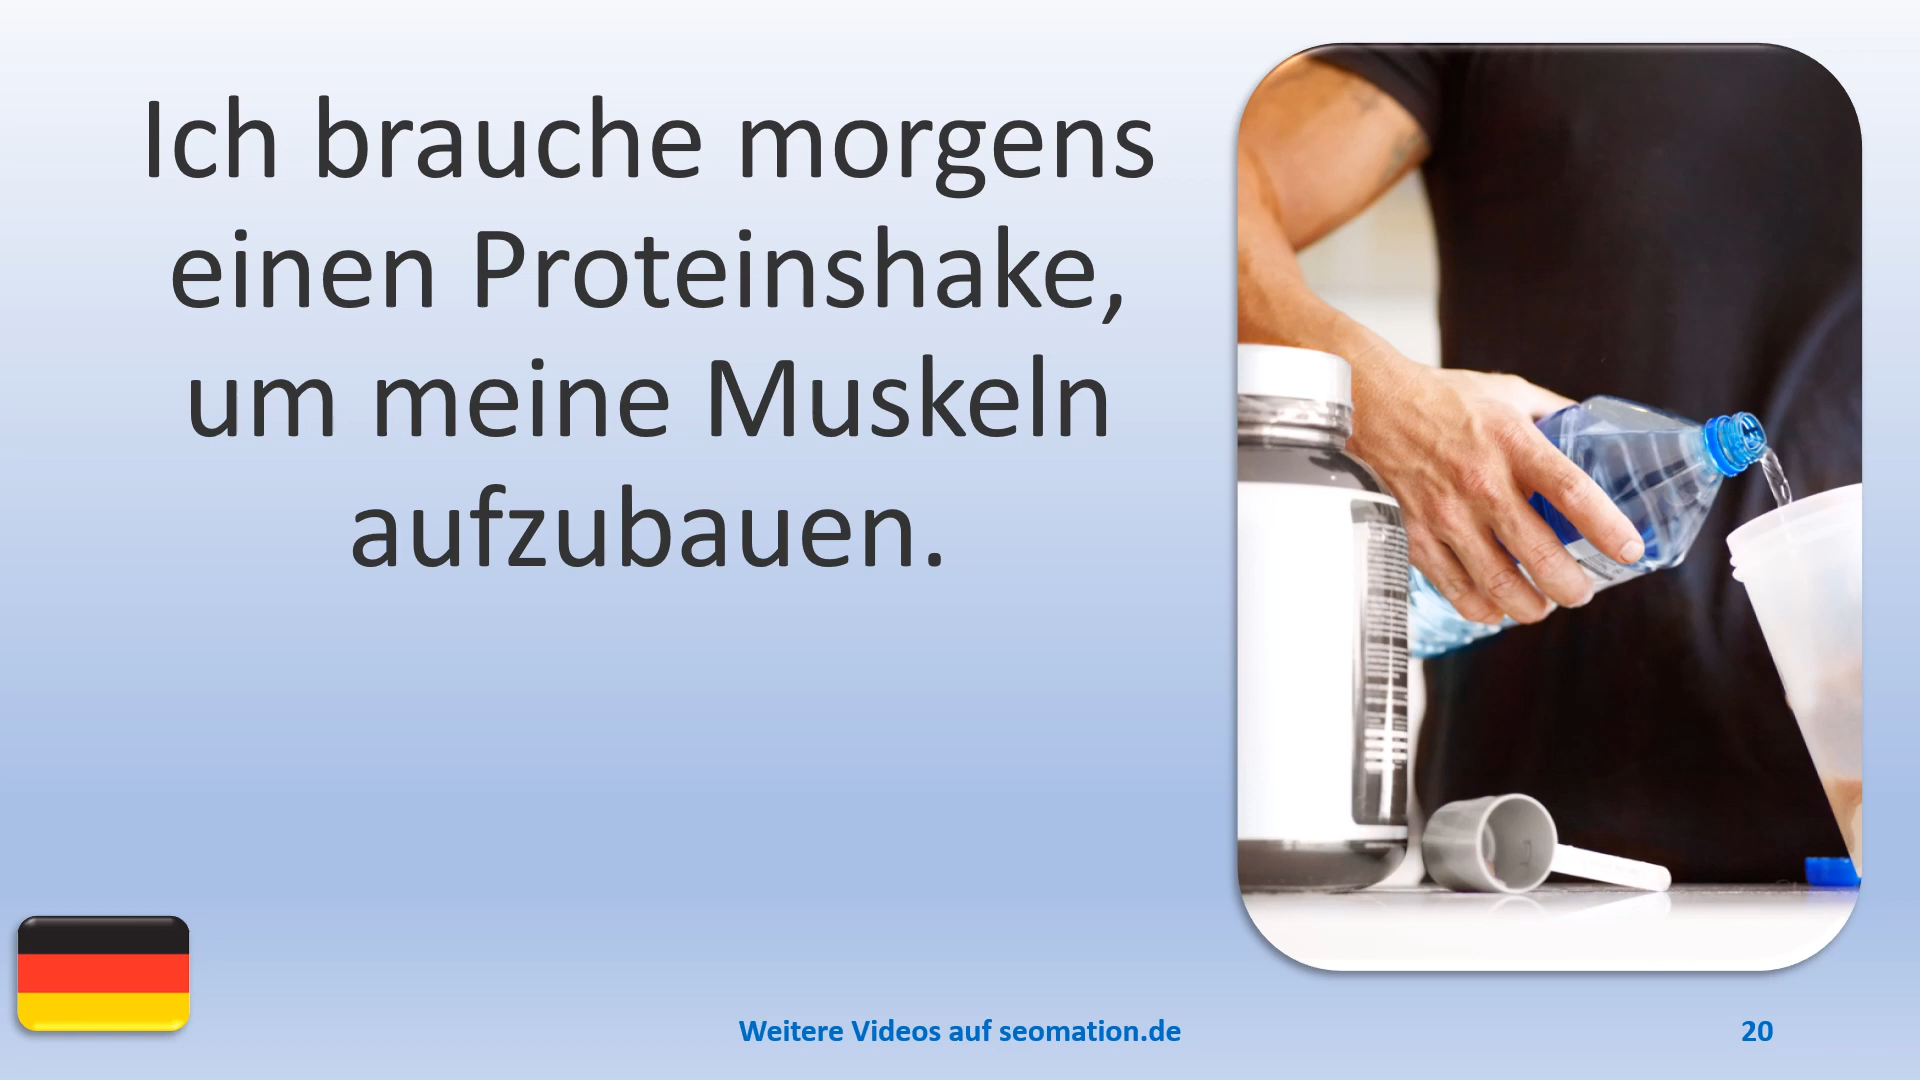 Ich brauche morgens
einen Proteinshake,
um meine Muskeln
aufzubauen.
Weitere Videos auf seomation.de
20